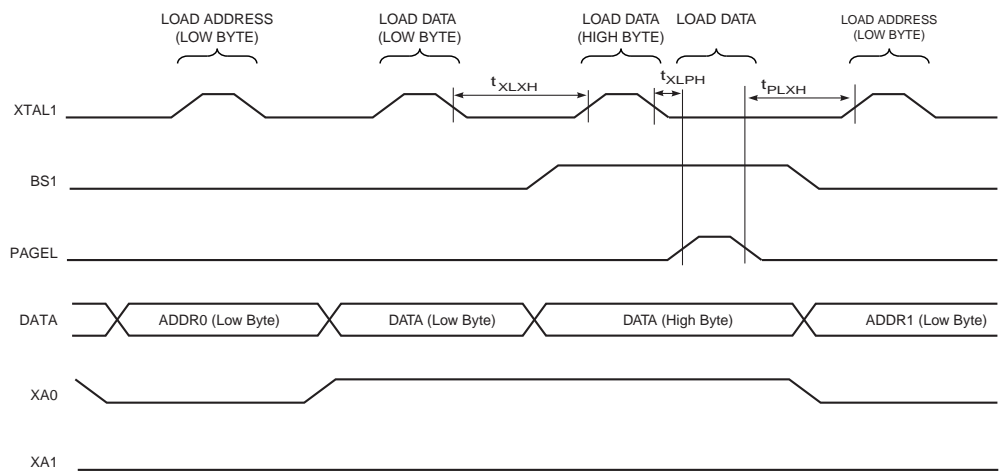 LOAD ADDRESS
(LOW BYTE)
LOAD DATA
(LOW BYTE)
LOAD DATA
(HIGH BYTE)
LOAD DATA
LOAD ADDRESS
(LOW BYTE)
tXLXH
tXLPH
tPLXH
XTAL1
BS1
PAGEL
DATA
ADDR0 (Low Byte)
DATA (Low Byte)
DATA (High Byte)
ADDR1 (Low Byte)
XA0
XA1